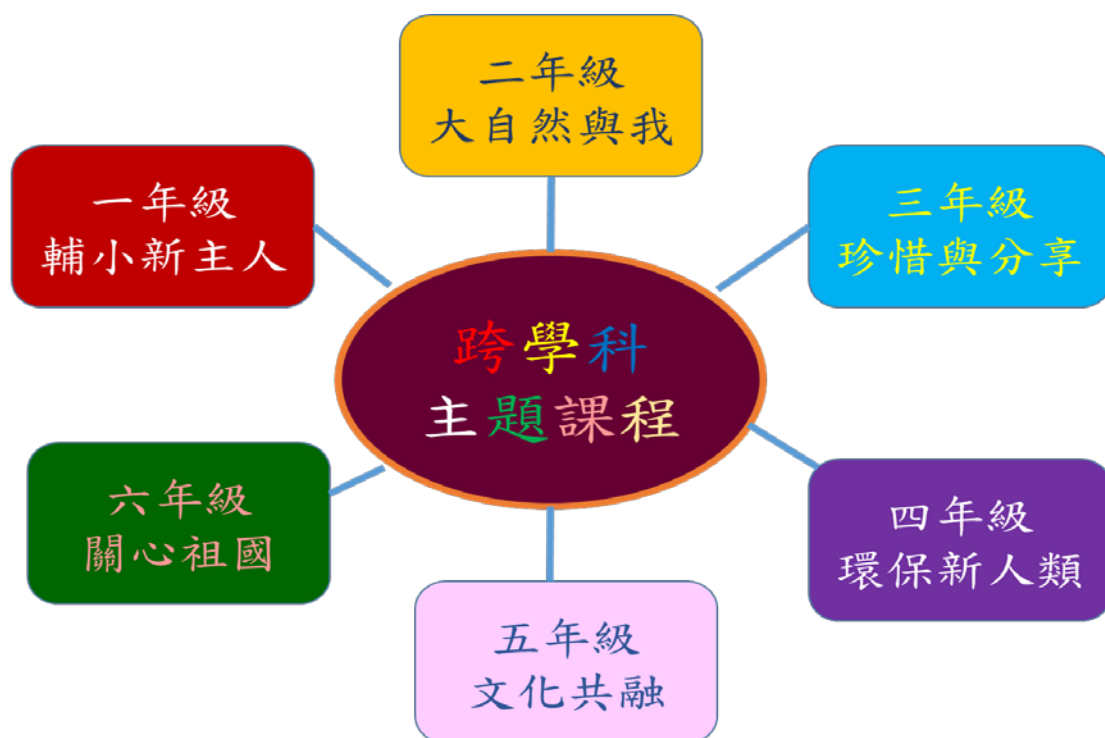 二年級
大自然與我
一年級
輔小新主人
三年級
珍惜與分享
跨學科
主題課程
六年級
關心祖國
四年級
環保新人類
五年級
文化共融